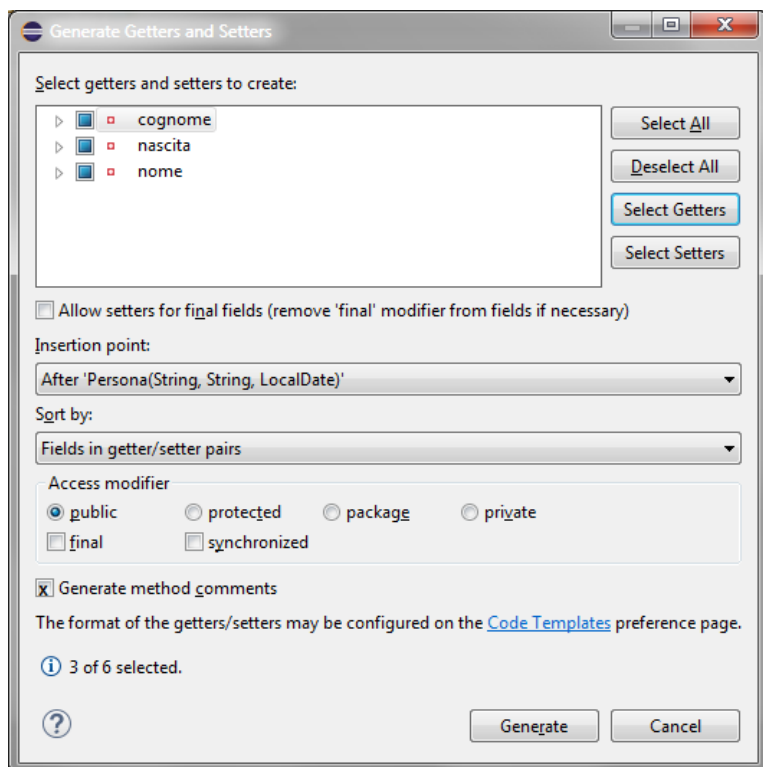 Generate Getters and Setters
Select getters and setters to create:
cognome
nascita
nome
Select All
Deselect All
Select Getters
Select Setters
Allow setters for final fields (remove 'final' modifier from fields if necessary)
Insertion point:
After 'Persona(String, String, LocalDate)'
Sort by:
Fields in getter/setter pairs
Access modifier
public protected package private
final synchronized
Generate method comments
The format of the getters/setters may be configured on the Code Templates preference page.
3 of 6 selected.
Generate Cancel